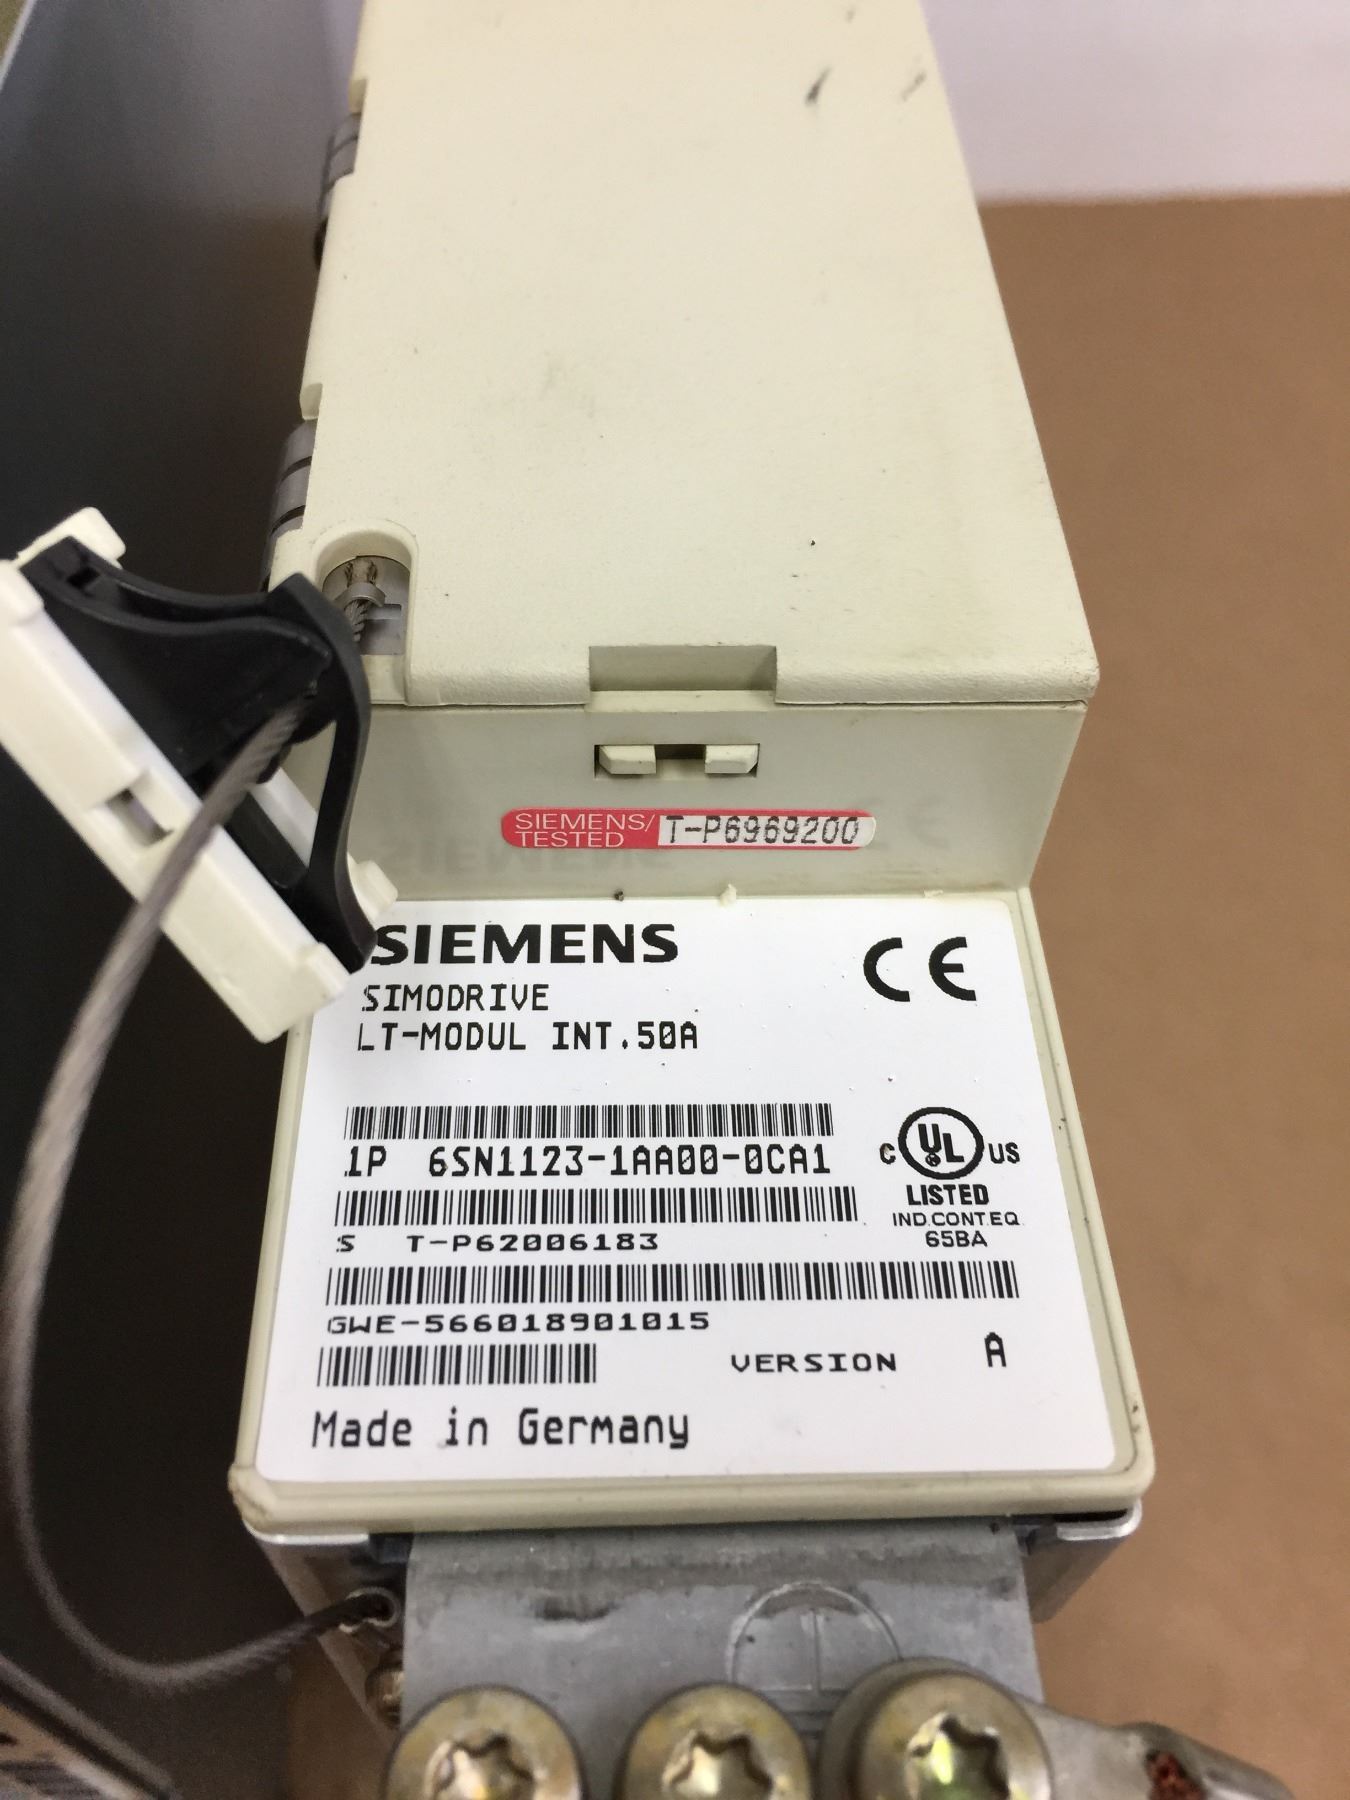 SIEMENS/
TESTED T-P6969200
SIEMENS
CE
SIMODRIVE
LT-MODUL INT.50A
1P 6SN1123-1AA00-0CA1
C UL US
LISTED
IND.CONT.EQ.
65BA
S T-P62006183
GWE-566018901015
VERSION A
Made in Germany